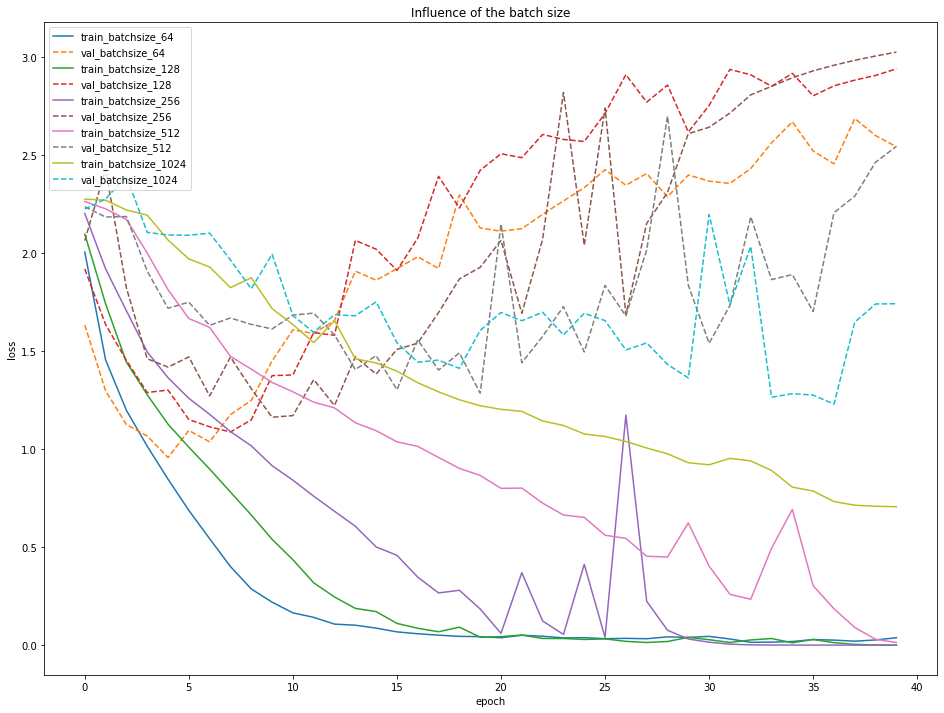 Influence of the batch size
train_batchsize_64
val_batchsize_64
train_batchsize_128
val_batchsize_128
train_batchsize_256
val_batchsize_256
train_batchsize_512
val_batchsize_512
train_batchsize_1024
val_batchsize_1024
3.0
2.5
2.0
1.5
1.0
0.5
0.0
loss
0 5 10 15 20 25 30 35 40
epoch